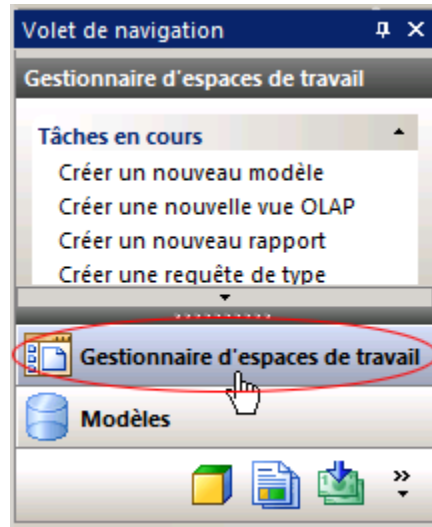 Volet de navigation
Gestionnaire d'espaces de travail
Tâches en cours
Créer un nouveau modèle
Créer une nouvelle vue OLAP
Créer un nouveau rapport
Créer une requête de type
Gestionnaire d'espaces de travail
Modèles